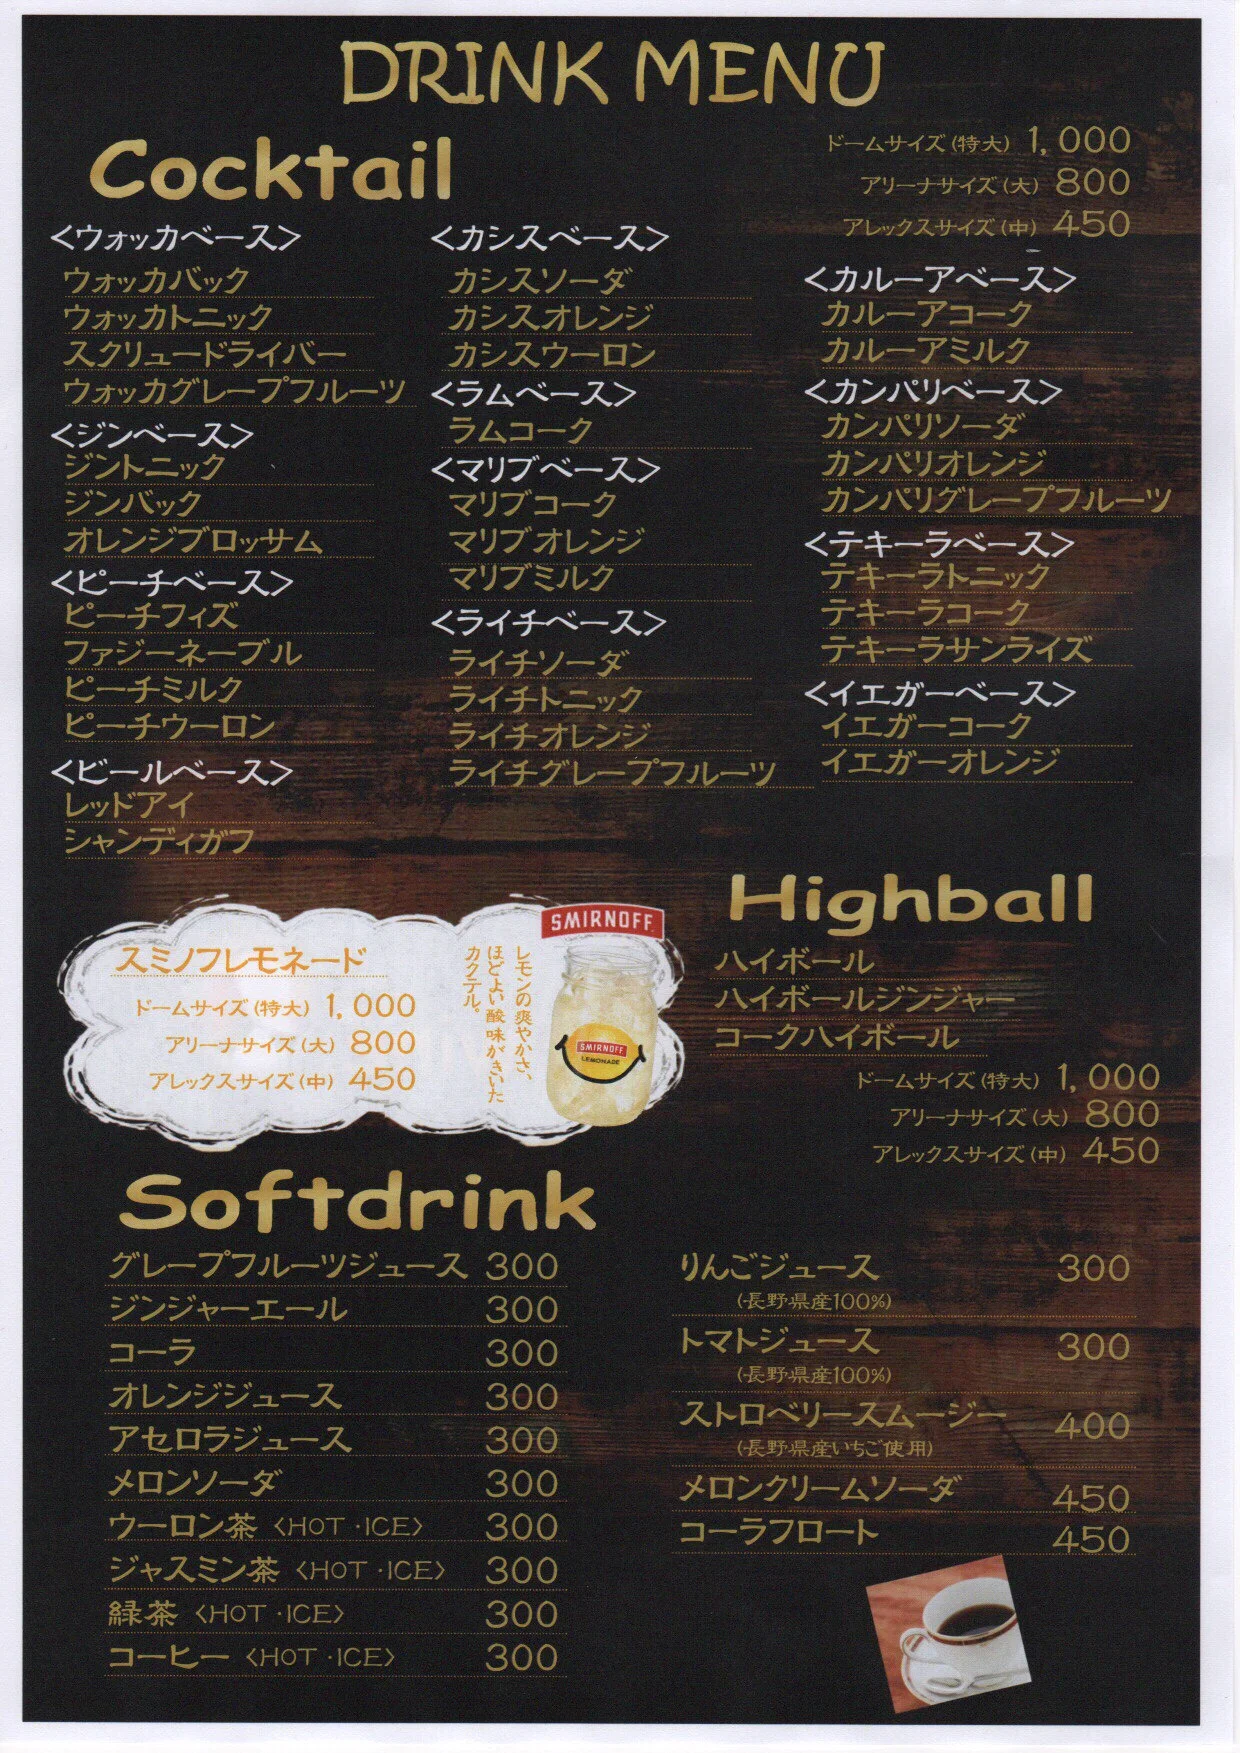 DRINK MENU
Cocktail
ドームサイズ(特大) 1,000
アリーナサイズ(大) 800
アレックスサイズ(中) 450
<ウォッカベース>
ウォッカバック
ウォッカトニック
スクリュードライバー
ウォッカグレープフルーツ
<ジンベース>
ジントニック
ジンバック
オレンジブロッサム
<ピーチベース>
ピーチフィズ
ファジーネーブル
ピーチミルク
ピーチウーロン
<ビールベース>
レッドアイ
シャンディガフ
<カシスベース>
カシスソーダ
カシスオレンジ
カシスウーロン
<ラムベース>
ラムコーク
<マリブベース>
マリブコーク
マリブオレンジ
マリブミルク
<ライチベース>
ライチソーダ
ライチトニック
ライチオレンジ
ライチグレープフルーツ
<カルーアベース>
カルーアコーク
カルーアミルク
<カンパリベース>
カンパリソーダ
カンパリオレンジ
カンパリグレープフルーツ
<テキーラベース>
テキーラトニック
テキーラコーク
テキーラサンライズ
<イエガーベース>
イエガーコーク
イエガーオレンジ
スミノフレモネード
ドームサイズ(特大) 1,000
アリーナサイズ(大) 800
アレックスサイズ(中) 450
レモンの爽やかさ、
ほどよい酸味がきいた
カクテル。
SMIRNOFF
SMIRNOFF
LEMONADE
Highball
ハイボール
ハイボールジンジャー
コークハイボール
ドームサイズ(特大) 1,000
アリーナサイズ(大) 800
アレックスサイズ(中) 450
Softdrink
グレープフルーツジュース 300
ジンジャーエール 300
コーラ 300
オレンジジュース 300
アセロラジュース 300
メロンソーダ 300
ウーロン茶 <HOT・ICE> 300
ジャスミン茶 <HOT・ICE> 300
緑茶 <HOT・ICE> 300
コーヒー <HOT・ICE> 300
りんごジュース 300
(長野県産100%)
トマトジュース 300
(長野県産100%)
ストロベリースムージー 400
(長野県産いちご使用)
メロンクリームソーダ 450
コーラフロート 450